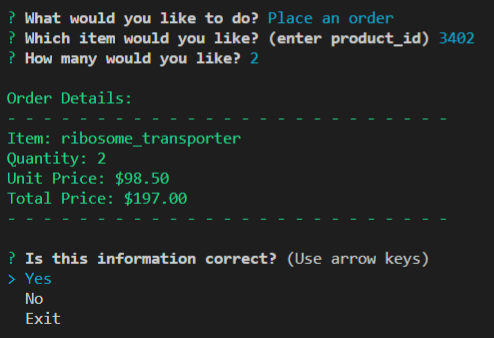 ? What would you like to do? Place an order
? Which item would you like? (enter product_id) 3402
? How many would you like? 2
Order Details:
- - - - - - - - - - - - - - - - - - - - - - - - -
Item: ribosome_transporter
Quantity: 2
Unit Price: $98.50
Total Price: $197.00
- - - - - - - - - - - - - - - - - - - - - - - - -
? Is this information correct? (Use arrow keys)
> Yes
No
Exit